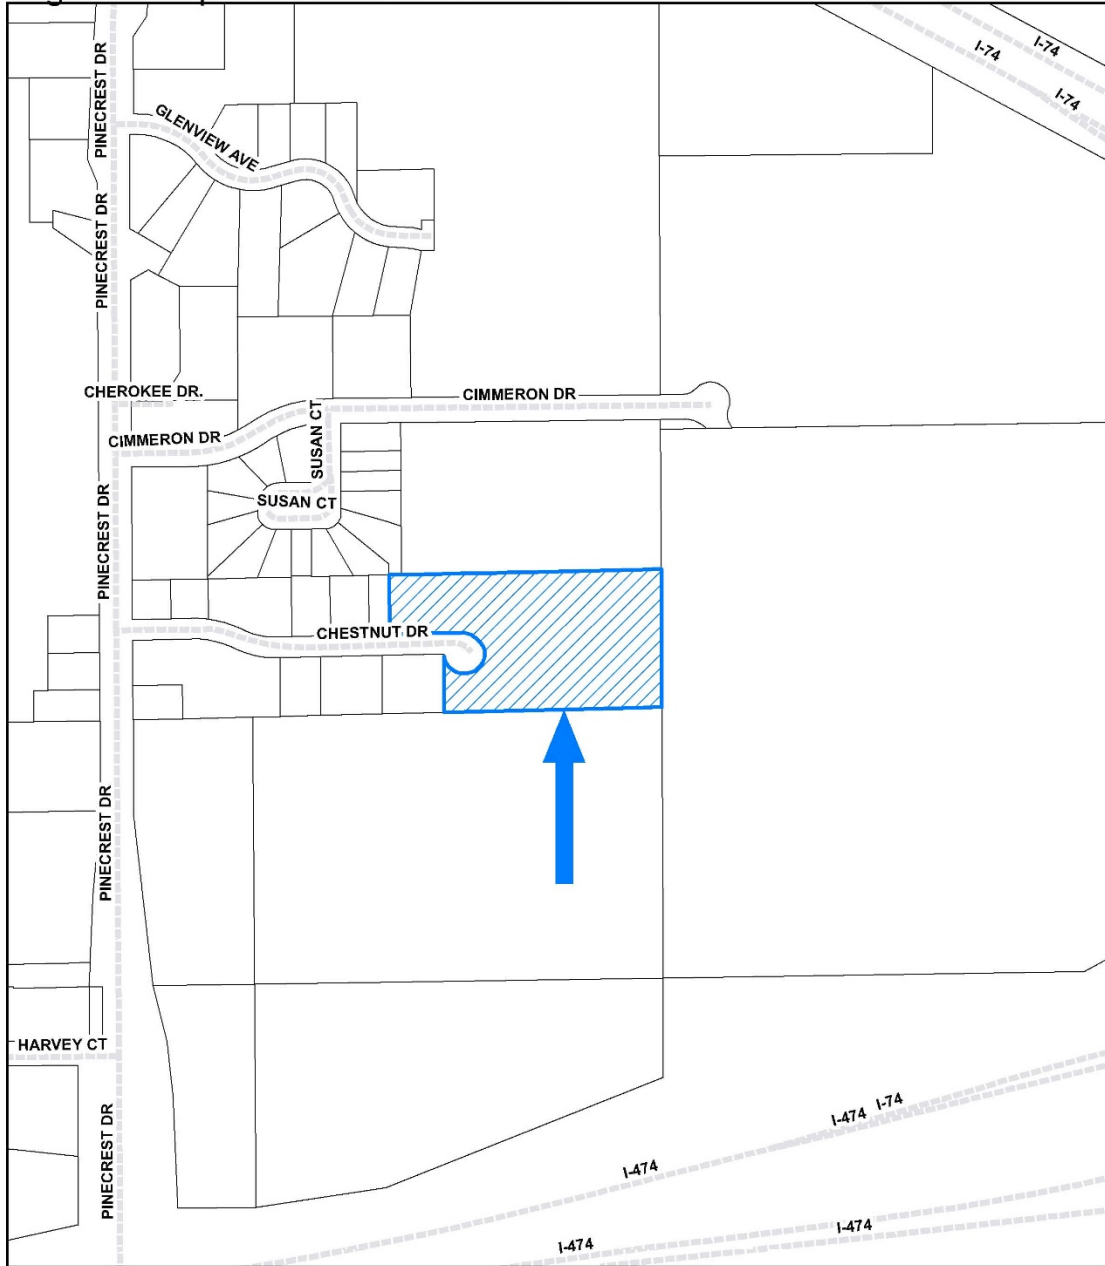 I-74
I-74
I-74
PINECREST DR
GLENVIEW AVE
PINECREST DR
CHEROKEE DR.
CIMMERON DR
CIMMERON DR
SUSAN CT
SUSAN CT
PINECREST DR
CHESTNUT DR
PINECREST DR
HARVEY CT
PINECREST DR
I-474
I-74
I-474
I-474
I-474